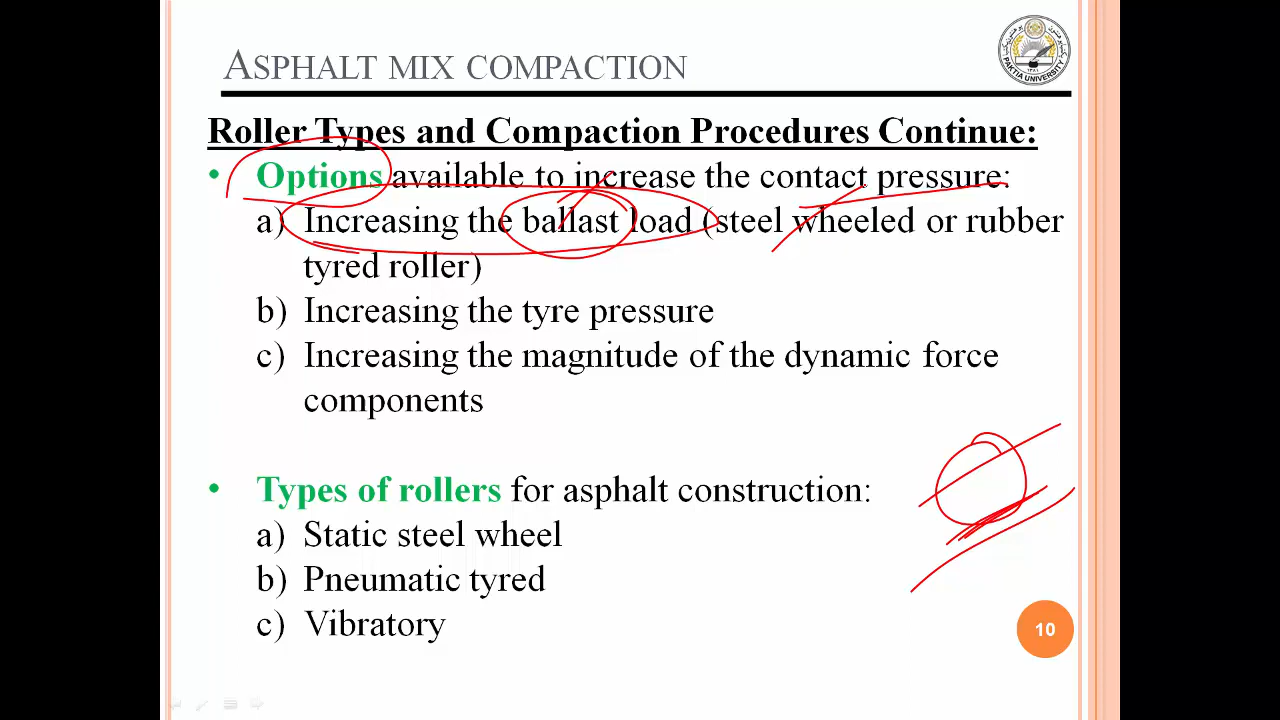 ASPHALT MIX COMPACTION
PAKTIA UNIVERSITY
Roller Types and Compaction Procedures Continue:
• Options available to increase the contact pressure:
a) Increasing the ballast load (steel wheeled or rubber
tyred roller)
b) Increasing the tyre pressure
c) Increasing the magnitude of the dynamic force
components
• Types of rollers for asphalt construction:
a) Static steel wheel
b) Pneumatic tyred
c) Vibratory
10